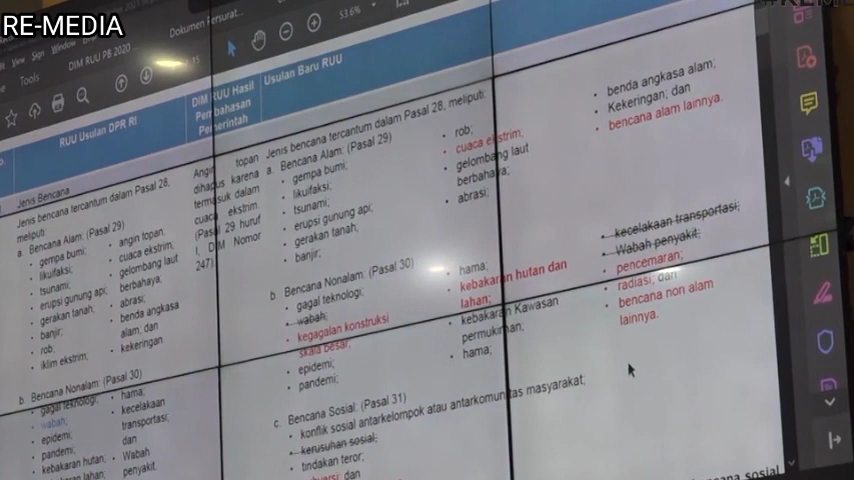 RE-MEDIA
Dokumen Persurat...
53.6%
View Sign Window
DIM RUU PB 2020 ...
Tools
RUU Usulan DPR RI
DIM RUU Hasil
Pembahasan
Pemerintah
Usulan Baru RUU
Jenis Bencana
Jenis bencana tercantum dalam Pasal 28,
meliputi:
a. Bencana Alam: (Pasal 29)
• gempa bumi;
• likuifaksi;
• tsunami;
• erupsi gunung api;
• gerakan tanah;
• banjir;
• rob;
• iklim ekstrim;
• angin topan;
• cuaca ekstrim;
• gelombang laut
berbahaya;
• abrasi;
• benda angkasa
alam; dan
• kekeringan
b. Bencana Nonalam: (Pasal 30)
• gagal teknologi;
• wabah;
• epidemi;
• pandemi;
• kebakaran hutan;
lahan;
• hama;
• kecelakaan
transportasi;
dan
• Wabah
penyakit.
Angin topan
dihapus karena
termasuk dalam
cuaca ekstrim.
(Pasal 29 huruf
i, DIM Nomor
247).
Jenis bencana tercantum dalam Pasal 28, meliputi:
a. Bencana Alam: (Pasal 29)
• gempa bumi;
• likuifaksi;
• tsunami;
• erupsi gunung api;
• gerakan tanah;
• banjir;
• rob;
• cuaca ekstrim;
• gelombang laut
berbahaya;
• abrasi;
• benda angkasa alam;
• Kekeringan; dan
• bencana alam lainnya.
b. Bencana Nonalam: (Pasal 30)
• gagal teknologi;
• wabah;
• kegagalan konstruksi
skala besar;
• epidemi;
• pandemi;
• hama;
• kebakaran hutan dan
lahan;
• kebakaran Kawasan
permukiman;
• hama;
• kecelakaan transportasi;
• Wabah penyakit;
• pencemaran;
• radiasi; dan
• bencana non alam
lainnya.
c. Bencana Sosial: (Pasal 31)
• konflik sosial antarkelompok atau antarkomunitas masyarakat;
• kerusuhan sosial;
• tindakan teror;
dan
sosial